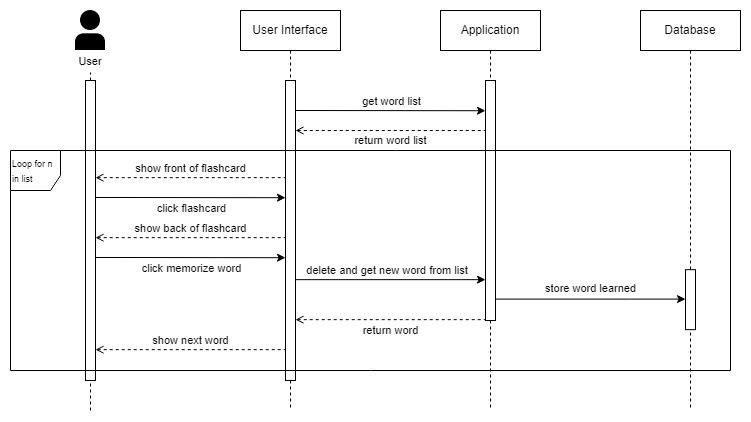 User Interface
Application
Database
User
get word list
return word list
Loop for n
in list
show front of flashcard
click flashcard
show back of flashcard
click memorize word
delete and get new word from list
store word learned
return word
show next word